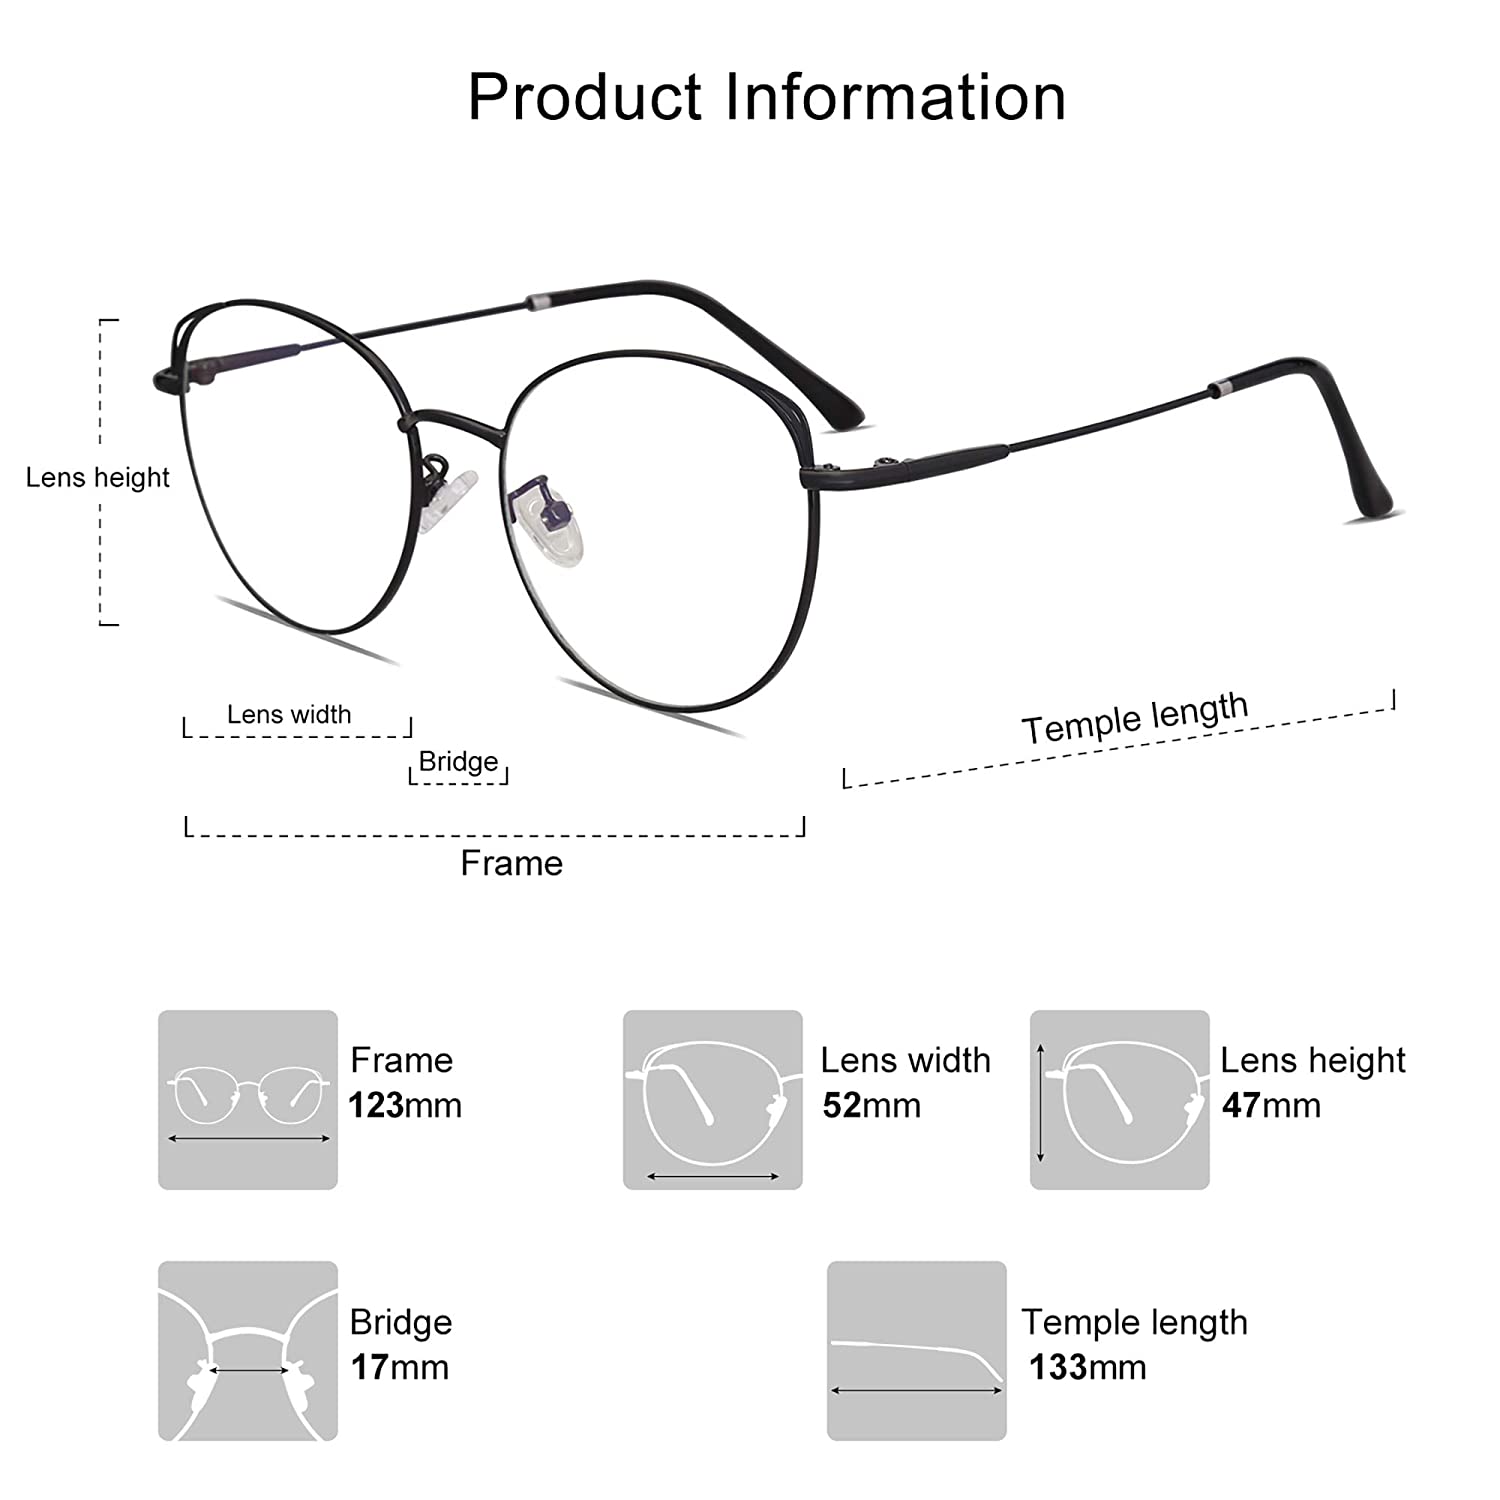 Product Information
Lens height
Lens width
Bridge
Temple length
Frame
Frame
123mm
Lens width
52mm
Lens height
47mm
Bridge
17mm
Temple length
133mm